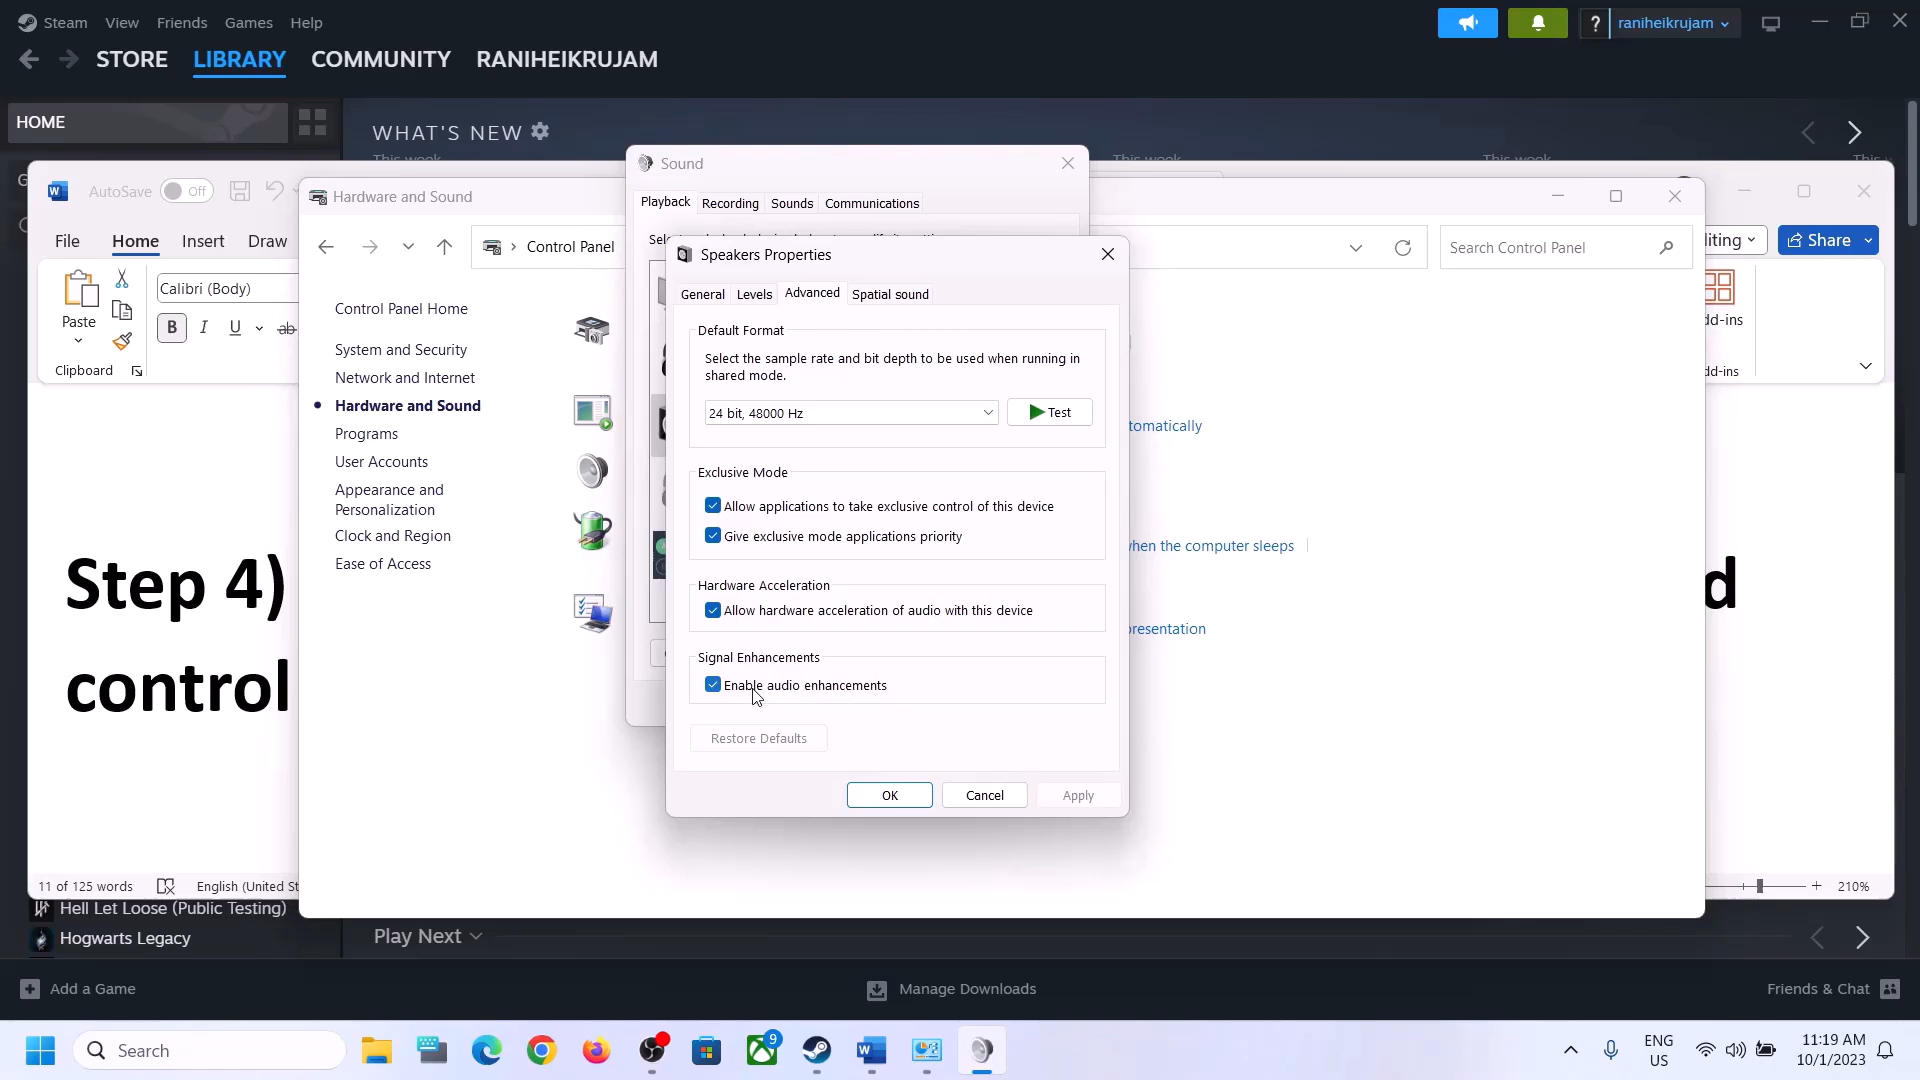 Steam View Friends Games Help
? raniheikrujam
STORE LIBRARY COMMUNITY RANIHEIKRUJAM
HOME
WHAT'S NEW
Sound
AutoSave Off
Hardware and Sound
Playback Recording Sounds Communications
File Home Insert Draw
Control Panel
Search Control Panel
Share
Speakers Properties
Calibri (Body)
Paste
B I U ab
Clipboard
General Levels Advanced Spatial sound
Default Format
Select the sample rate and bit depth to be used when running in
shared mode.
24 bit, 48000 Hz
Test
Exclusive Mode
Allow applications to take exclusive control of this device
Give exclusive mode applications priority
Hardware Acceleration
Allow hardware acceleration of audio with this device
Signal Enhancements
Enable audio enhancements
Restore Defaults
OK Cancel Apply
Control Panel Home
System and Security
Network and Internet
Hardware and Sound
Programs
User Accounts
Appearance and
Personalization
Clock and Region
Ease of Access
tomatically
when the computer sleeps
presentation
Step 4)
control
d
11 of 125 words English (United St
210%
Hell Let Loose (Public Testing)
Hogwarts Legacy
Play Next
Add a Game
Manage Downloads
Friends & Chat
Search
9
ENG
US
11:19 AM
10/1/2023